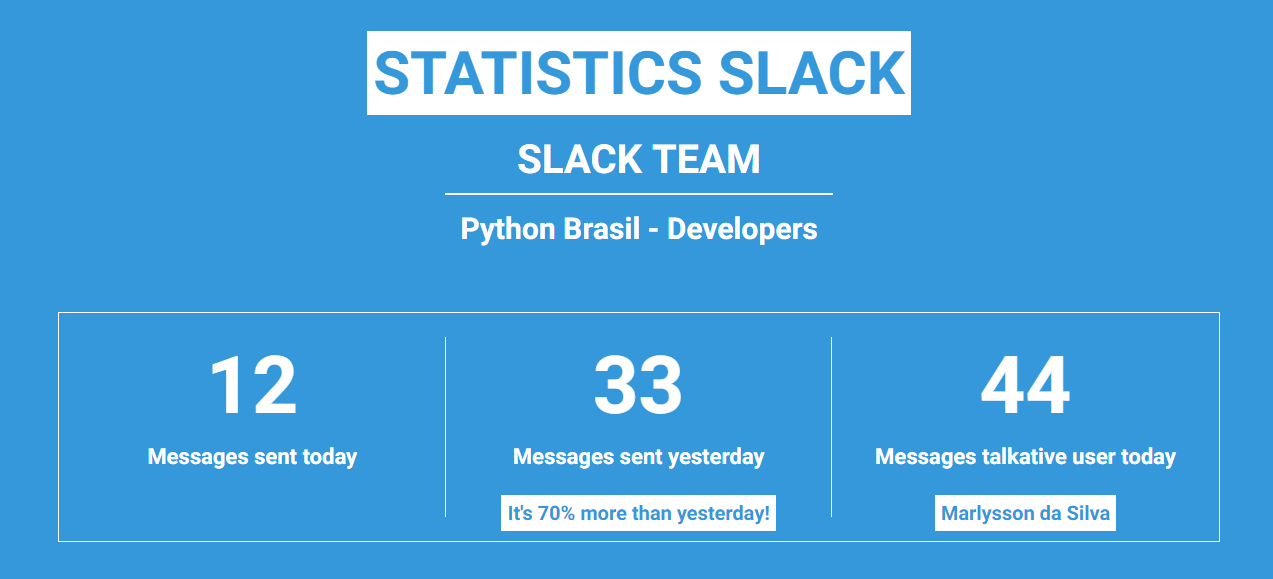 STATISTICS SLACK
SLACK TEAM
Python Brasil - Developers
12
Messages sent today
33
Messages sent yesterday
It's 70% more than yesterday!
44
Messages talkative user today
Marlysson da Silva